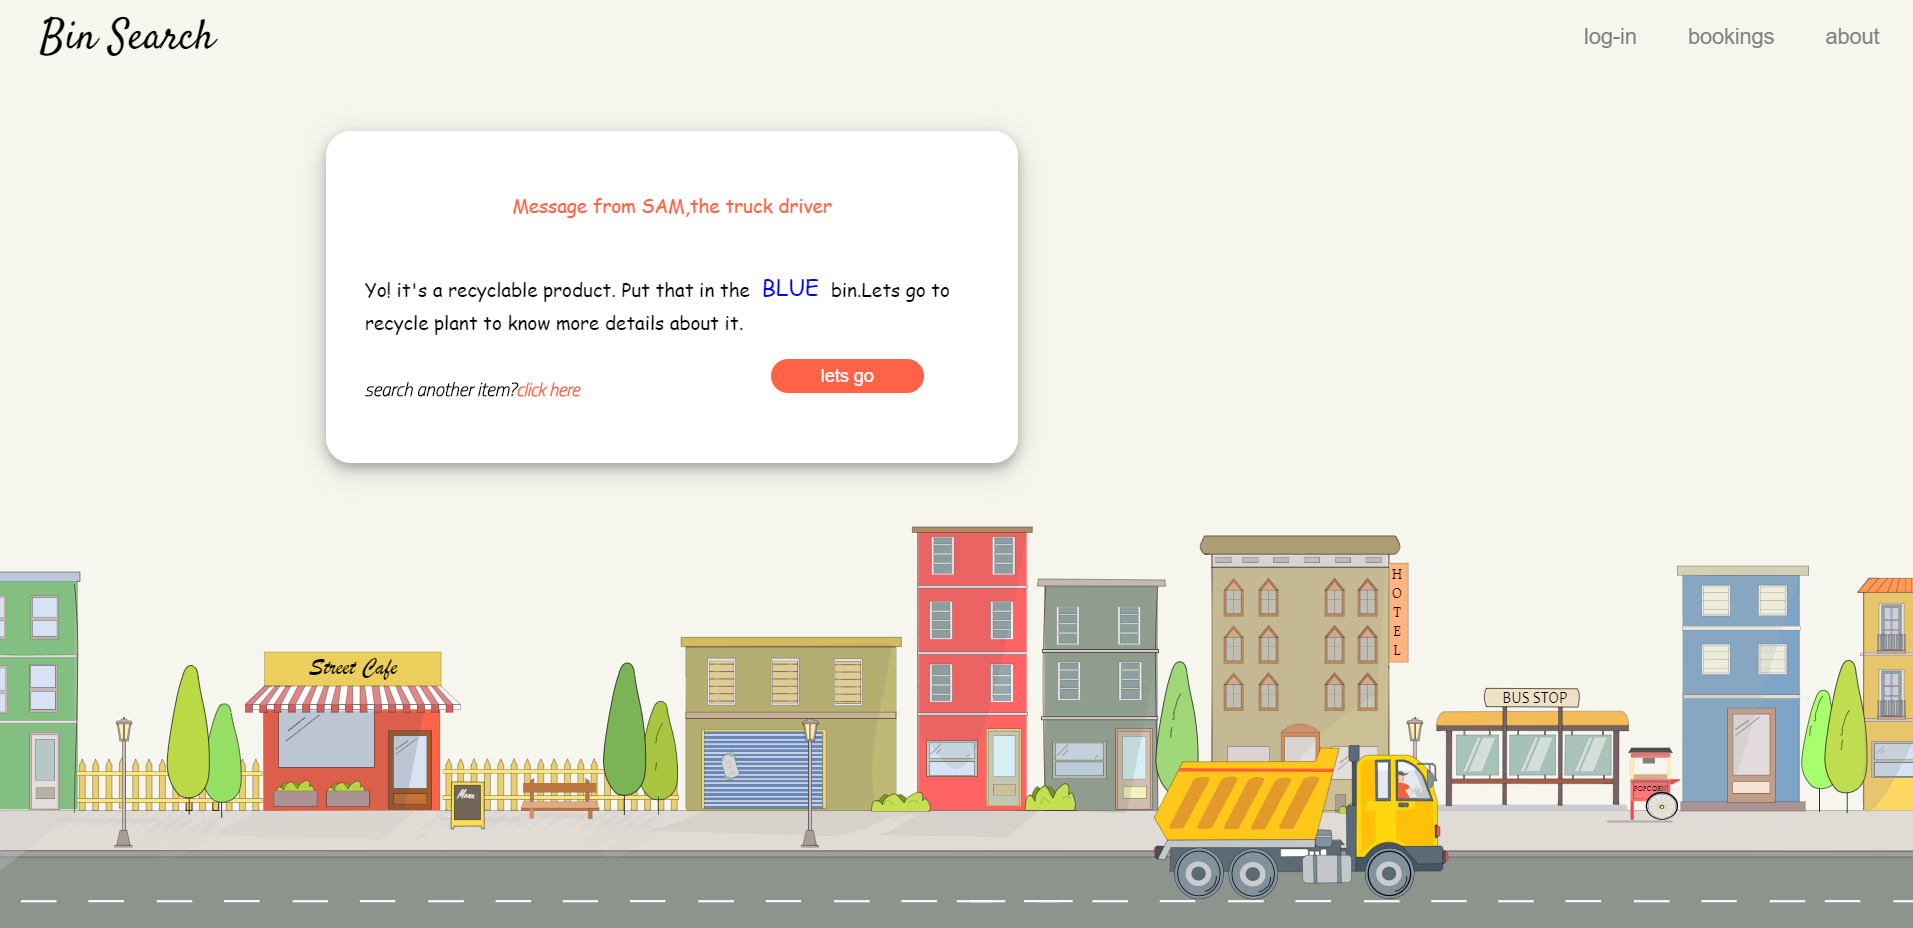 Bin Search
log-in bookings about
Message from SAM,the truck driver
Yo! it's a recyclable product. Put that in the BLUE bin.Lets go to
recycle plant to know more details about it.
lets go
search another item?click here
HOTEL
Street Cafe
BUS STOP
Menu
POPCORN